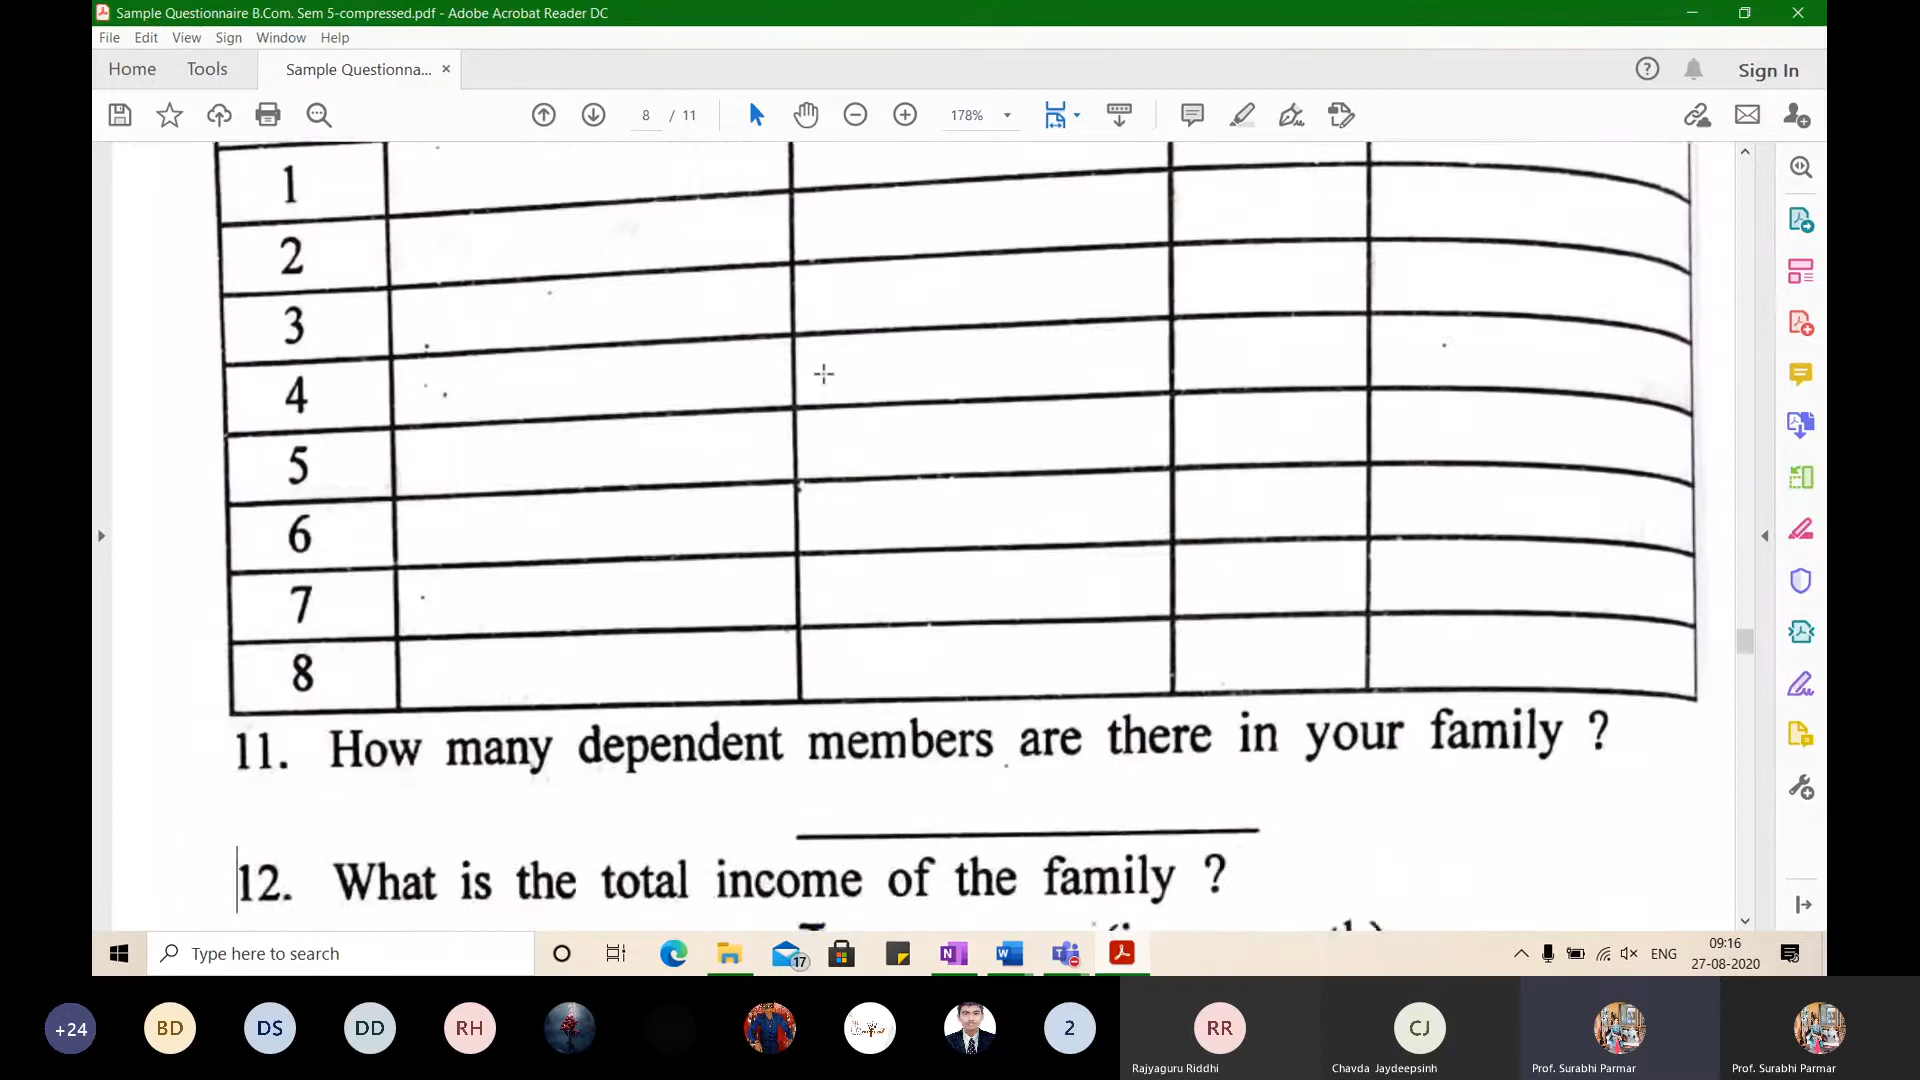 Sample Questionnaire B.Com. Sem 5-compressed.pdf - Adobe Acrobat Reader DC
File Edit View Sign Window Help
Home Tools Sample Questionna... × Sign In
8 / 11 178%
1
2
3
4
5
6
7
8
11. How many dependent members are there in your family ?
12. What is the total income of the family ?
Type here to search
17
ENG
09:16
27-08-2020
+24 BD DS DD RH 2 RR CJ
Rajyaguru Riddhi Chavda Jaydeepsinh Prof. Surabhi Parmar Prof. Surabhi Parmar